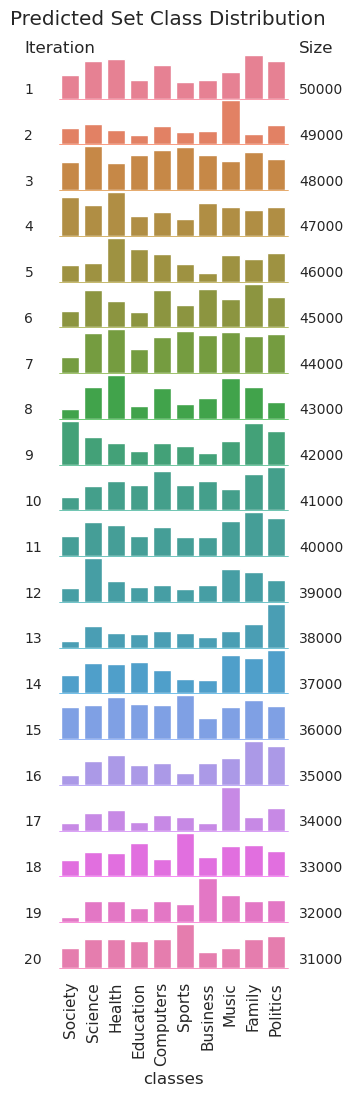 Predicted Set Class Distribution
Iteration Size
1 50000
2 49000
3 48000
4 47000
5 46000
6 45000
7 44000
8 43000
9 42000
10 41000
11 40000
12 39000
13 38000
14 37000
15 36000
16 35000
17 34000
18 33000
19 32000
20 31000
Society
Science
Health
Education
Computers
Sports
Business
Music
Family
Politics
classes